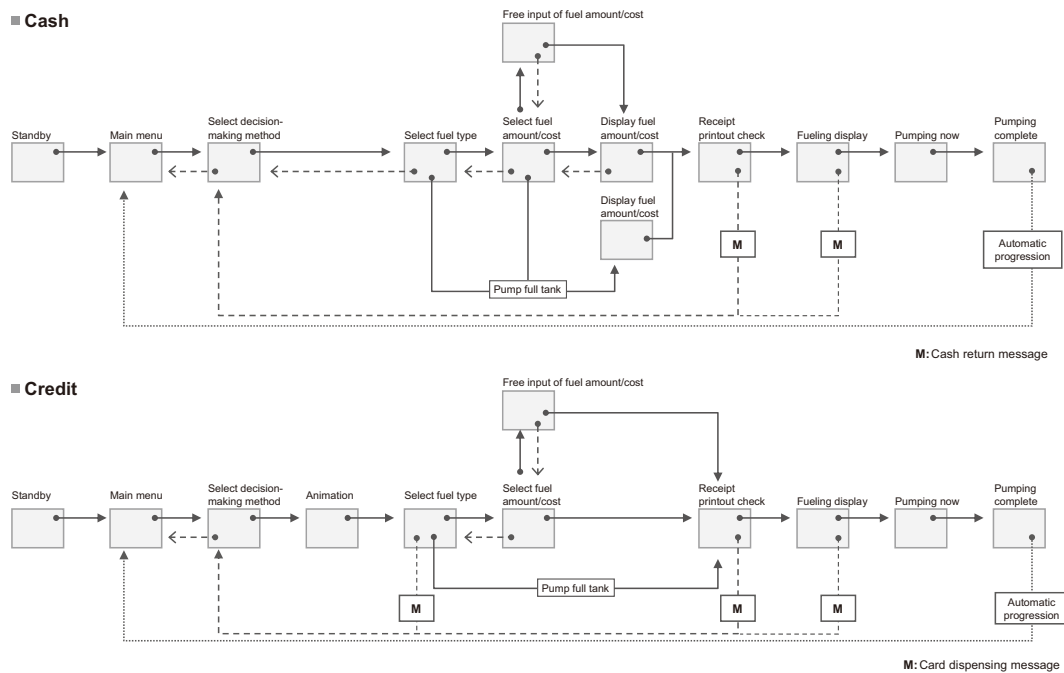 Cash
Free input of fuel amount/cost
Standby
Main menu
Select decision-
making method
Select fuel type
Select fuel
amount/cost
Display fuel
amount/cost
Receipt
printout check
Fueling display
Pumping now
Pumping
complete
Display fuel
amount/cost
M
M
Automatic
progression
Pump full tank
M: Cash return message
Credit
Free input of fuel amount/cost
Standby
Main menu
Select decision-
making method
Animation
Select fuel type
Select fuel
amount/cost
Receipt
printout check
Fueling display
Pumping now
Pumping
complete
Pump full tank
M
M
M
Automatic
progression
M: Card dispensing message